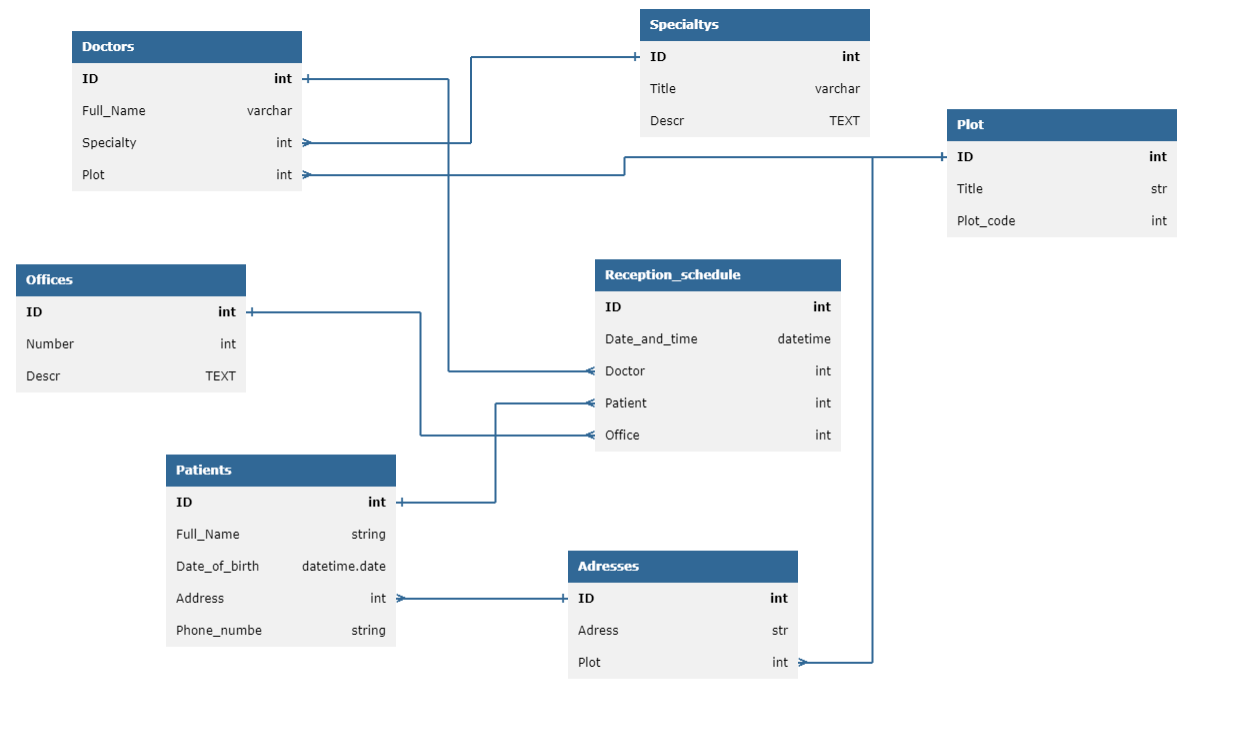 Doctors
ID int
Full_Name varchar
Specialty int
Plot int
Specialtys
ID int
Title varchar
Descr TEXT
Plot
ID int
Title str
Plot_code int
Offices
ID int
Number int
Descr TEXT
Reception_schedule
ID int
Date_and_time datetime
Doctor int
Patient int
Office int
Patients
ID int
Full_Name string
Date_of_birth datetime.date
Address int
Phone_numbe string
Adresses
ID int
Adress str
Plot int